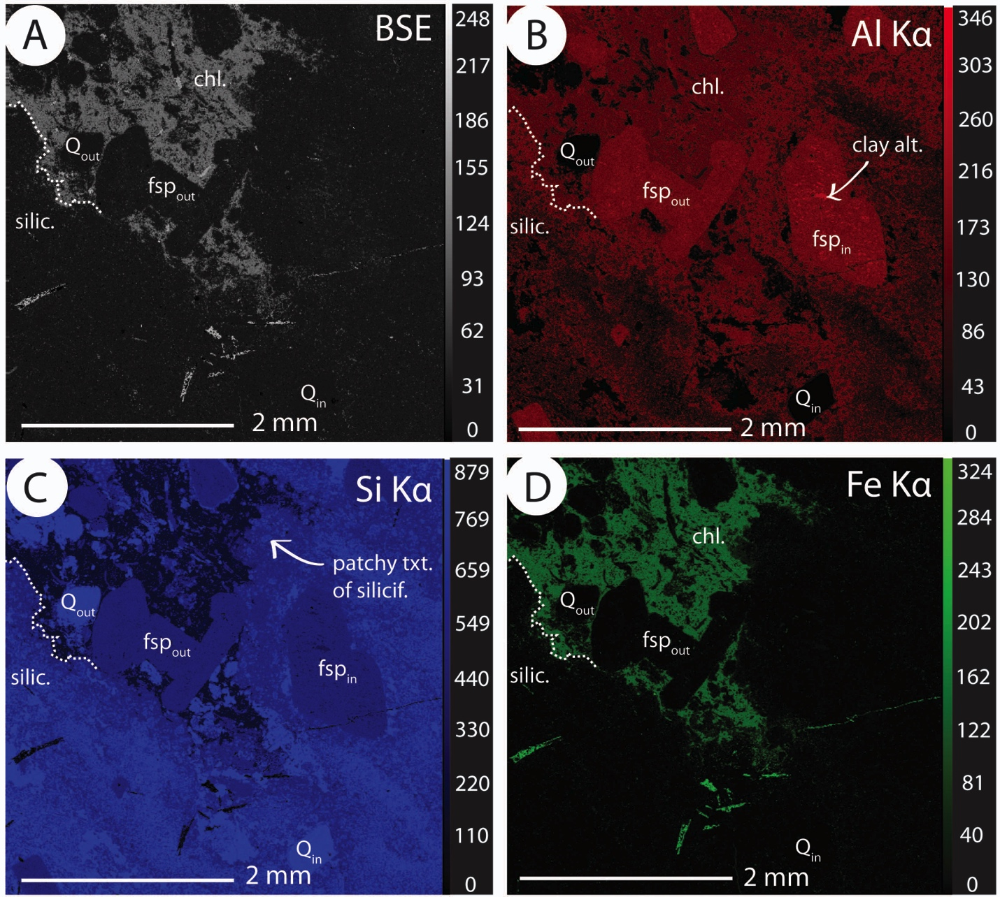 A
BSE
chl.
Qout
fspout
silic.
Qin
2 mm
248
217
186
155
124
93
62
31
0
B
Al Kα
chl.
clay alt.
Qout
fspout
silic.
fspin
Qin
2 mm
346
303
260
216
173
130
86
43
0
C
Si Kα
patchy txt.
of silicif.
Qout
fspout
fspin
silic.
Qin
2 mm
879
769
659
549
440
330
220
110
0
D
Fe Kα
chl.
Qout
fspout
silic.
Qin
2 mm
324
284
243
202
162
122
81
40
0